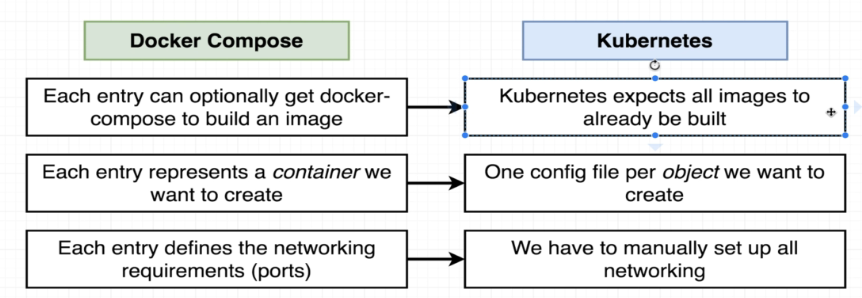 Docker Compose
Kubernetes
Each entry can optionally get docker-
compose to build an image
Kubernetes expects all images to
already be built
Each entry represents a container we
want to create
One config file per object we want to
create
Each entry defines the networking
requirements (ports)
We have to manually set up all
networking